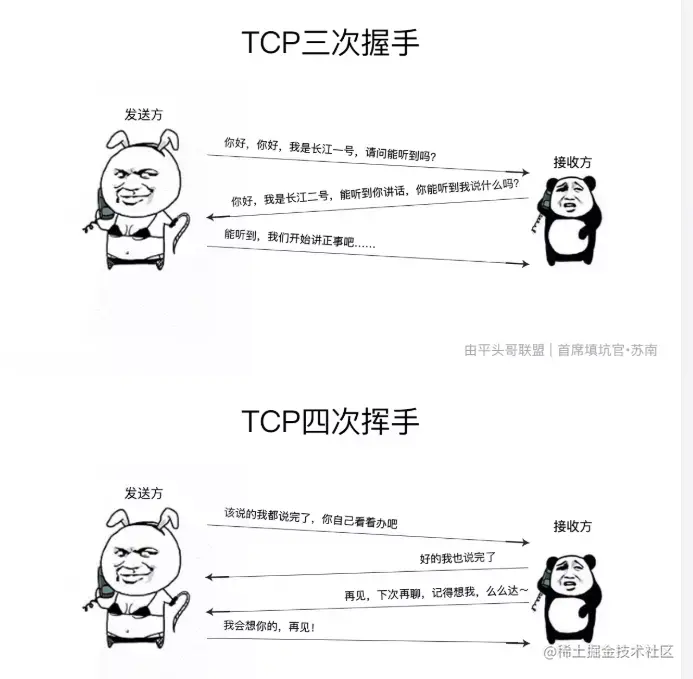 TCP三次握手
发送方
你好，你好，我是长江一号，请问能听到吗？
接收方
你好，我是长江二号，能听到你讲话，你能听到我说什么吗？
能听到，我们开始讲正事吧……
由平头哥联盟 | 首席填坑官·苏南
TCP四次挥手
发送方
该说的我都说完了，你自己看着办吧
接收方
好的我也说完了
再见，下次再聊，记得想我，么么达～
我会想你的，再见！
@稀土掘金技术社区